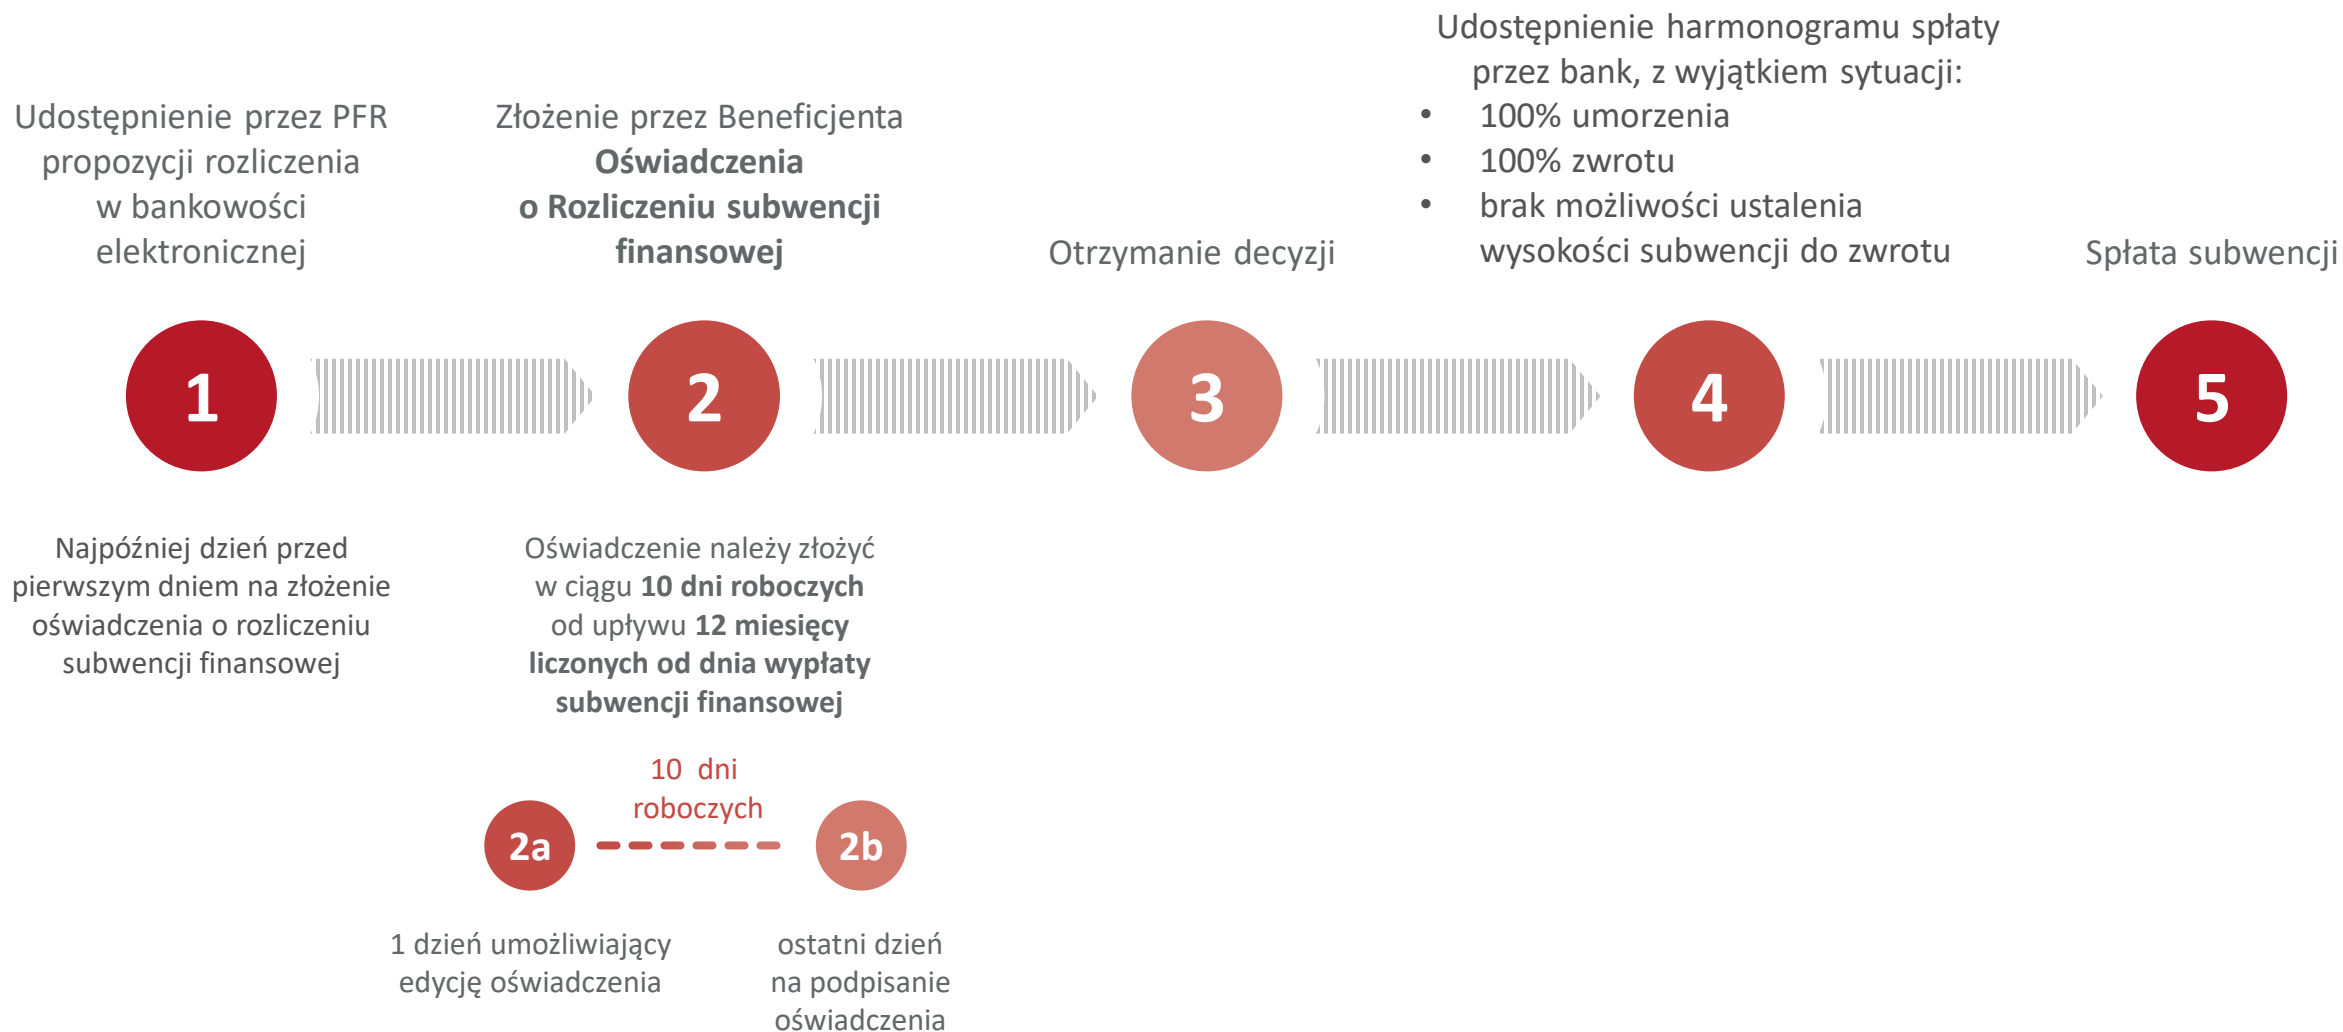 Udostępnienie przez PFR
propozycji rozliczenia
w bankowości
elektronicznej
Złożenie przez Beneficjenta
Oświadczenia
o Rozliczeniu subwencji
finansowej
Otrzymanie decyzji
Udostępnienie harmonogramu spłaty
przez bank, z wyjątkiem sytuacji:
• 100% umorzenia
• 100% zwrotu
• brak możliwości ustalenia
wysokości subwencji do zwrotu
Spłata subwencji
1
2
3
4
5
Najpóźniej dzień przed
pierwszym dniem na złożenie
oświadczenia o rozliczeniu
subwencji finansowej
Oświadczenie należy złożyć
w ciągu 10 dni roboczych
od upływu 12 miesięcy
liczonych od dnia wypłaty
subwencji finansowej
10 dni
roboczych
2a
2b
1 dzień umożliwiający
edycję oświadczenia
ostatni dzień
na podpisanie
oświadczenia